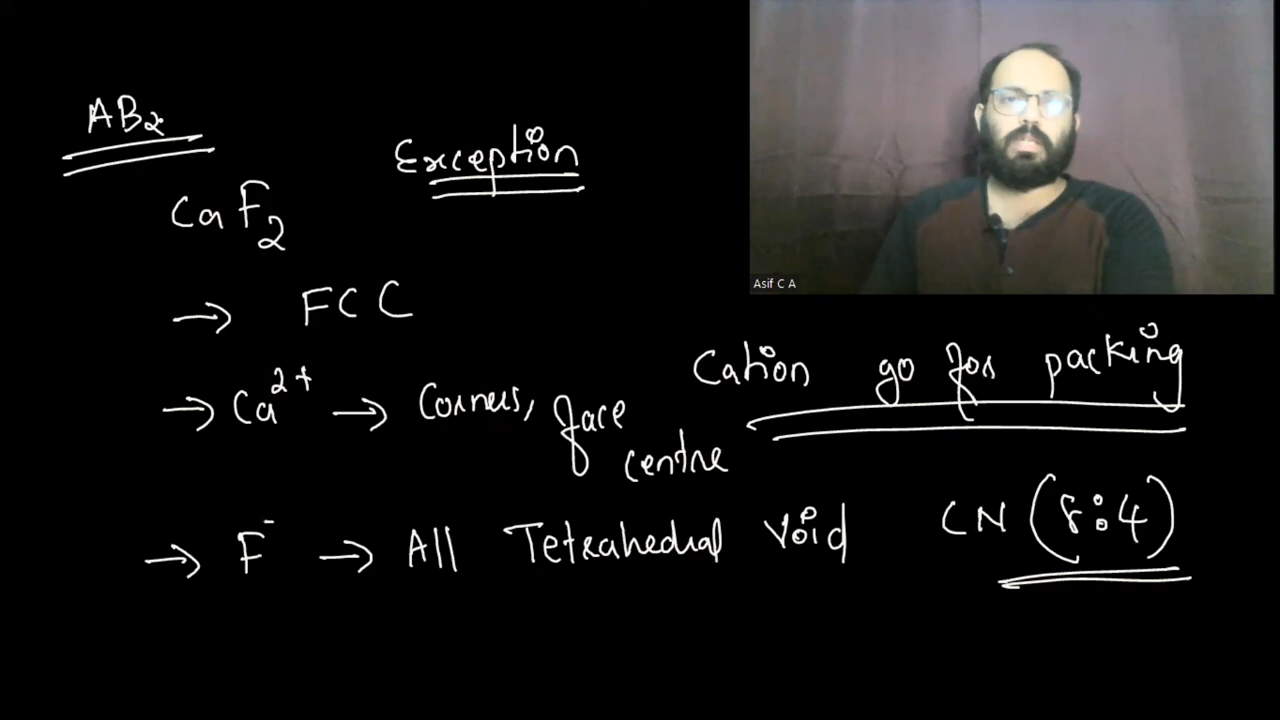 AB₂
Exception
CaF₂
→ FCC
Cation go for packing
→ Ca²⁺ → Corners, face
centre
→ F⁻ → All Tetrahedral Void
CN (8:4)
Asif C A